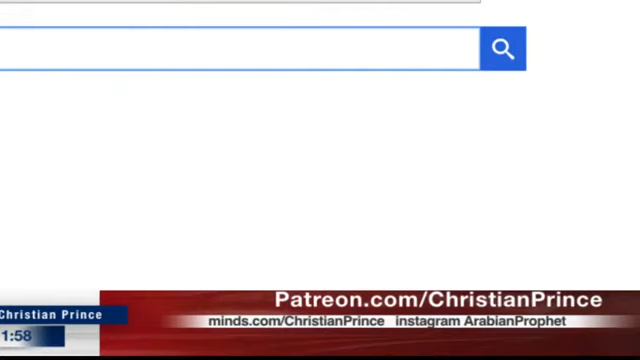 Patreon.com/ChristianPrince
Christian Prince
minds.com/ChristianPrince instagram ArabianProphet
1:58